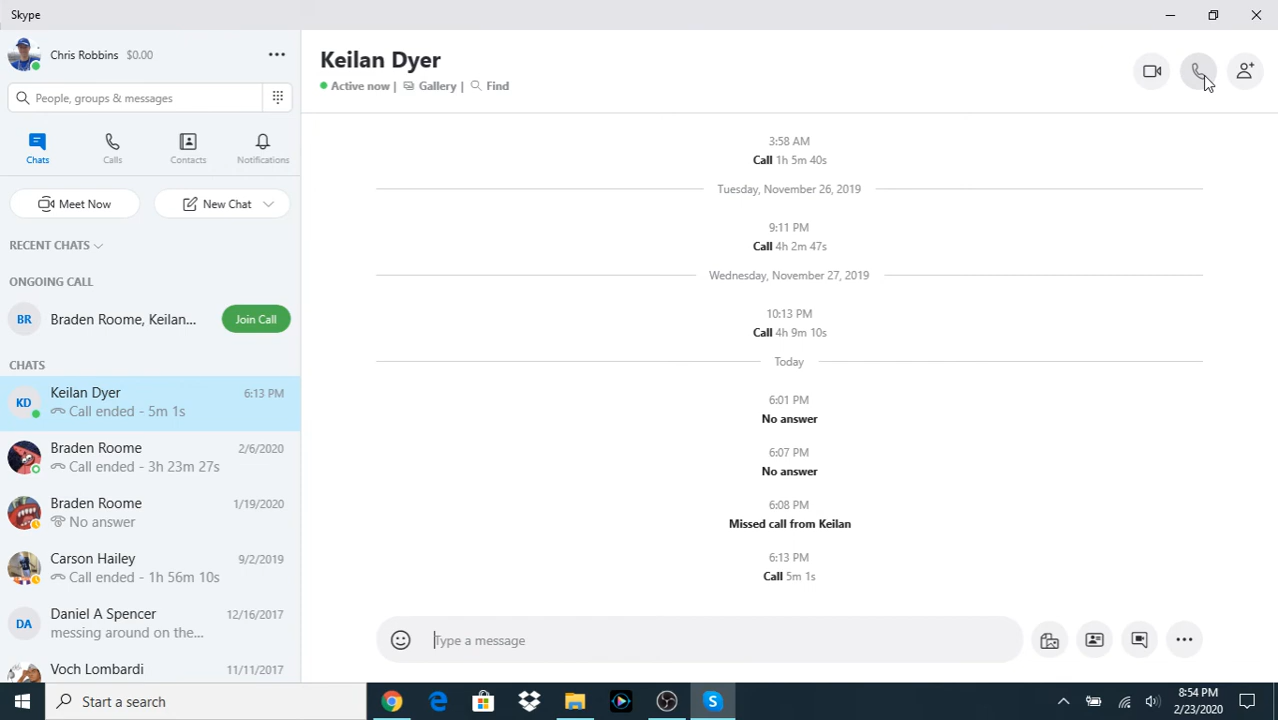 Skype
Chris Robbins $0.00
People, groups & messages
Chats Calls Contacts Notifications
Meet Now New Chat
RECENT CHATS
ONGOING CALL
BR Braden Roome, Keilan... Join Call
CHATS
KD Keilan Dyer 6:13 PM
Call ended - 5m 1s
Braden Roome 2/6/2020
Call ended - 3h 23m 27s
Braden Roome 1/19/2020
No answer
Carson Hailey 9/2/2019
Call ended - 1h 56m 10s
DA Daniel A Spencer 12/16/2017
messing around on the...
Voch Lombardi 11/11/2017
Keilan Dyer
Active now | Gallery | Find
3:58 AM
Call 1h 5m 40s
Tuesday, November 26, 2019
9:11 PM
Call 4h 2m 47s
Wednesday, November 27, 2019
10:13 PM
Call 4h 9m 10s
Today
6:01 PM
No answer
6:07 PM
No answer
6:08 PM
Missed call from Keilan
6:13 PM
Call 5m 1s
Type a message
Start a search
8:54 PM
2/23/2020